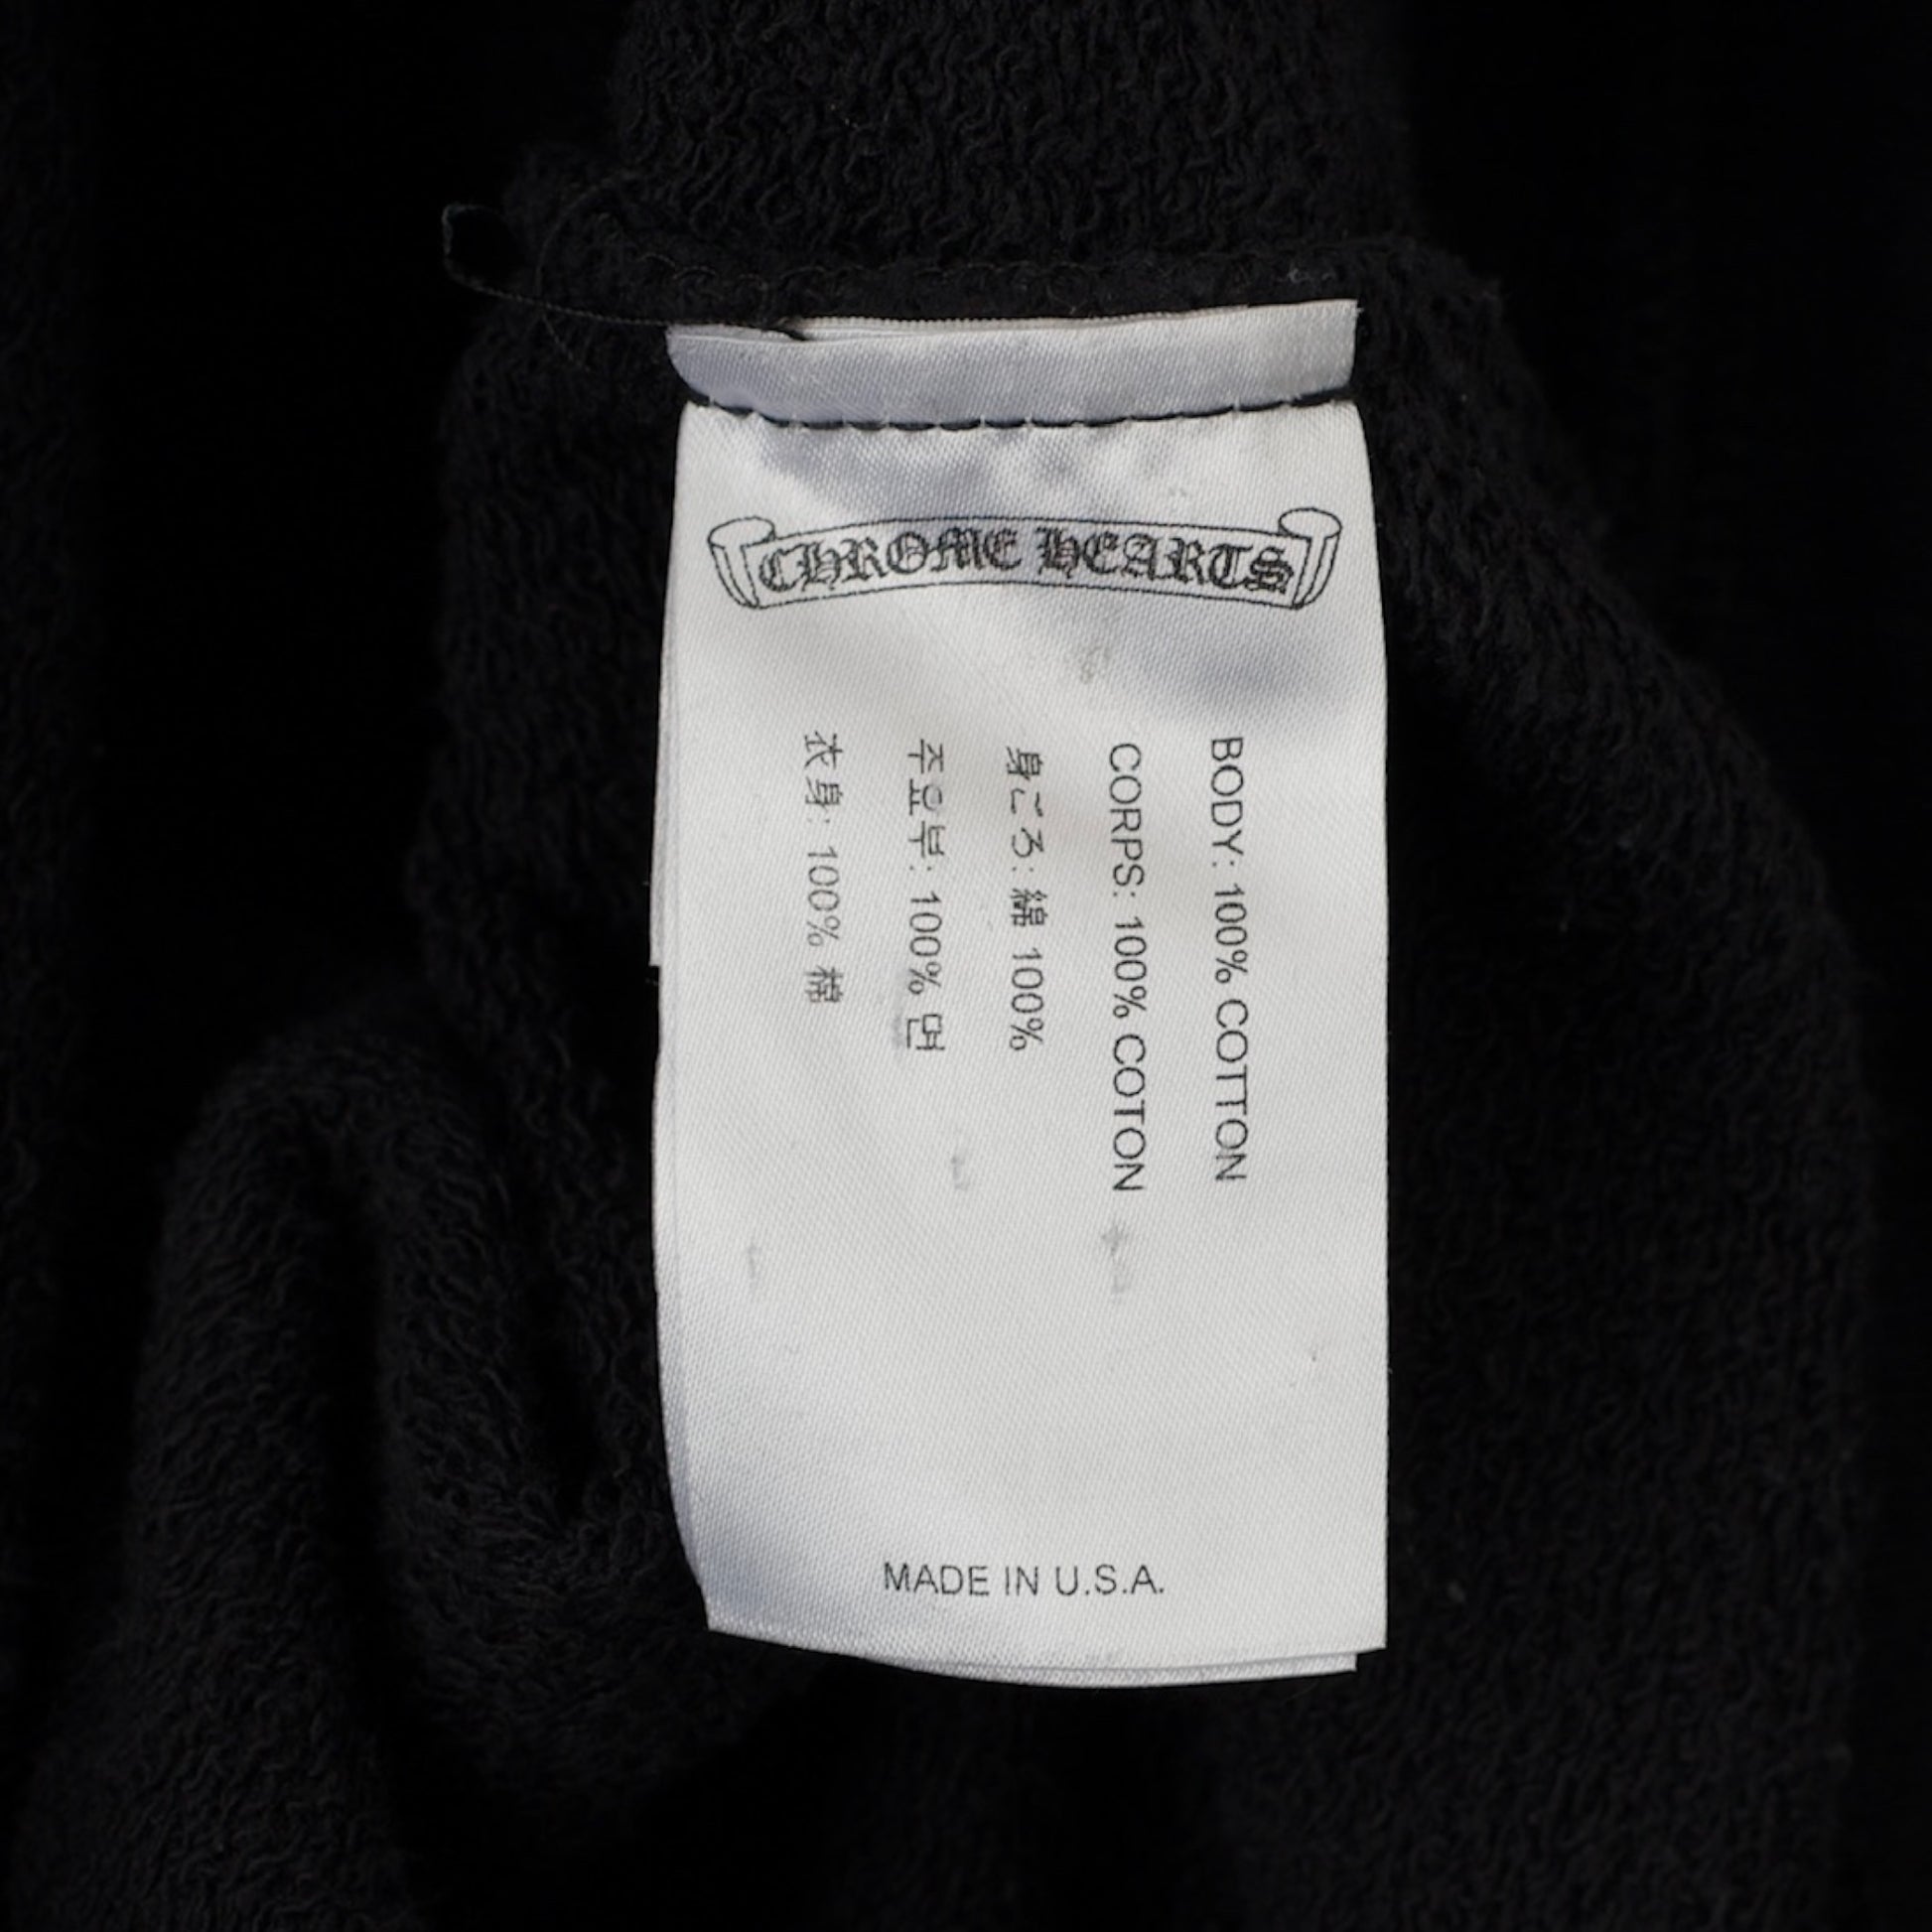 CHROME HEARTS
BODY: 100% COTTON
CORPS: 100% COTON
身ごろ: 綿 100%
주요부: 100% 면
衣身: 100% 棉
MADE IN U.S.A.